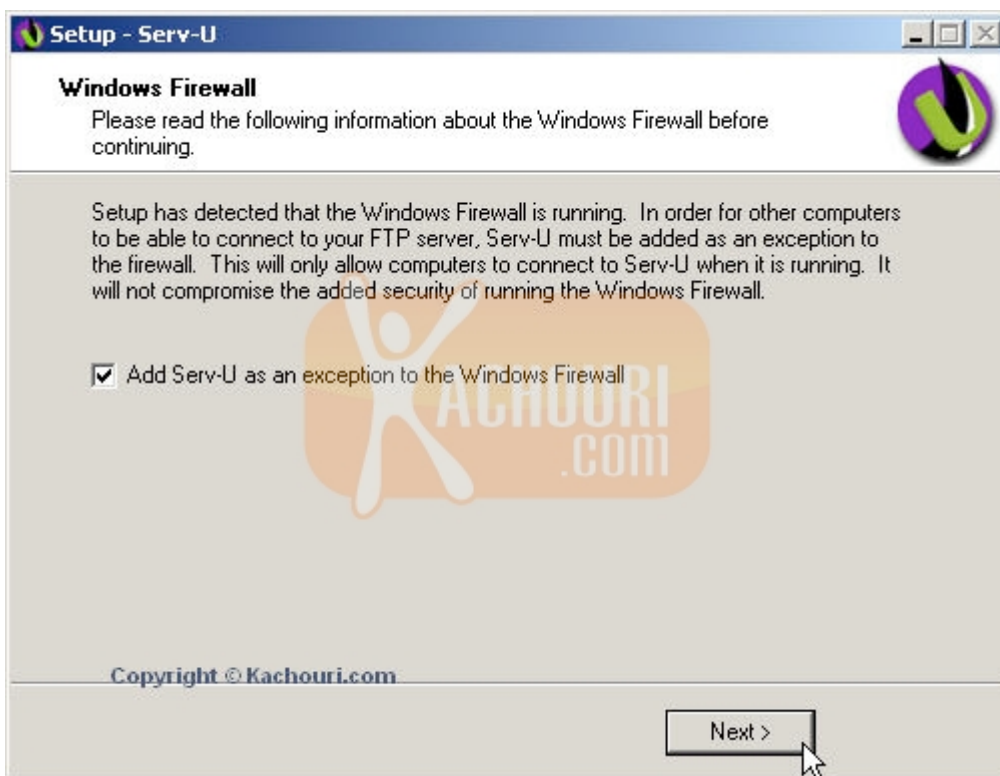 Setup - Serv-U
Windows Firewall
Please read the following information about the Windows Firewall before
continuing.
Setup has detected that the Windows Firewall is running.  In order for other computers
to be able to connect to your FTP server, Serv-U must be added as an exception to
the firewall.  This will only allow computers to connect to Serv-U when it is running.  It
will not compromise the added security of running the Windows Firewall.
Add Serv-U as an exception to the Windows Firewall
KACHOURI
.COM
Copyright © Kachouri.com
Next >